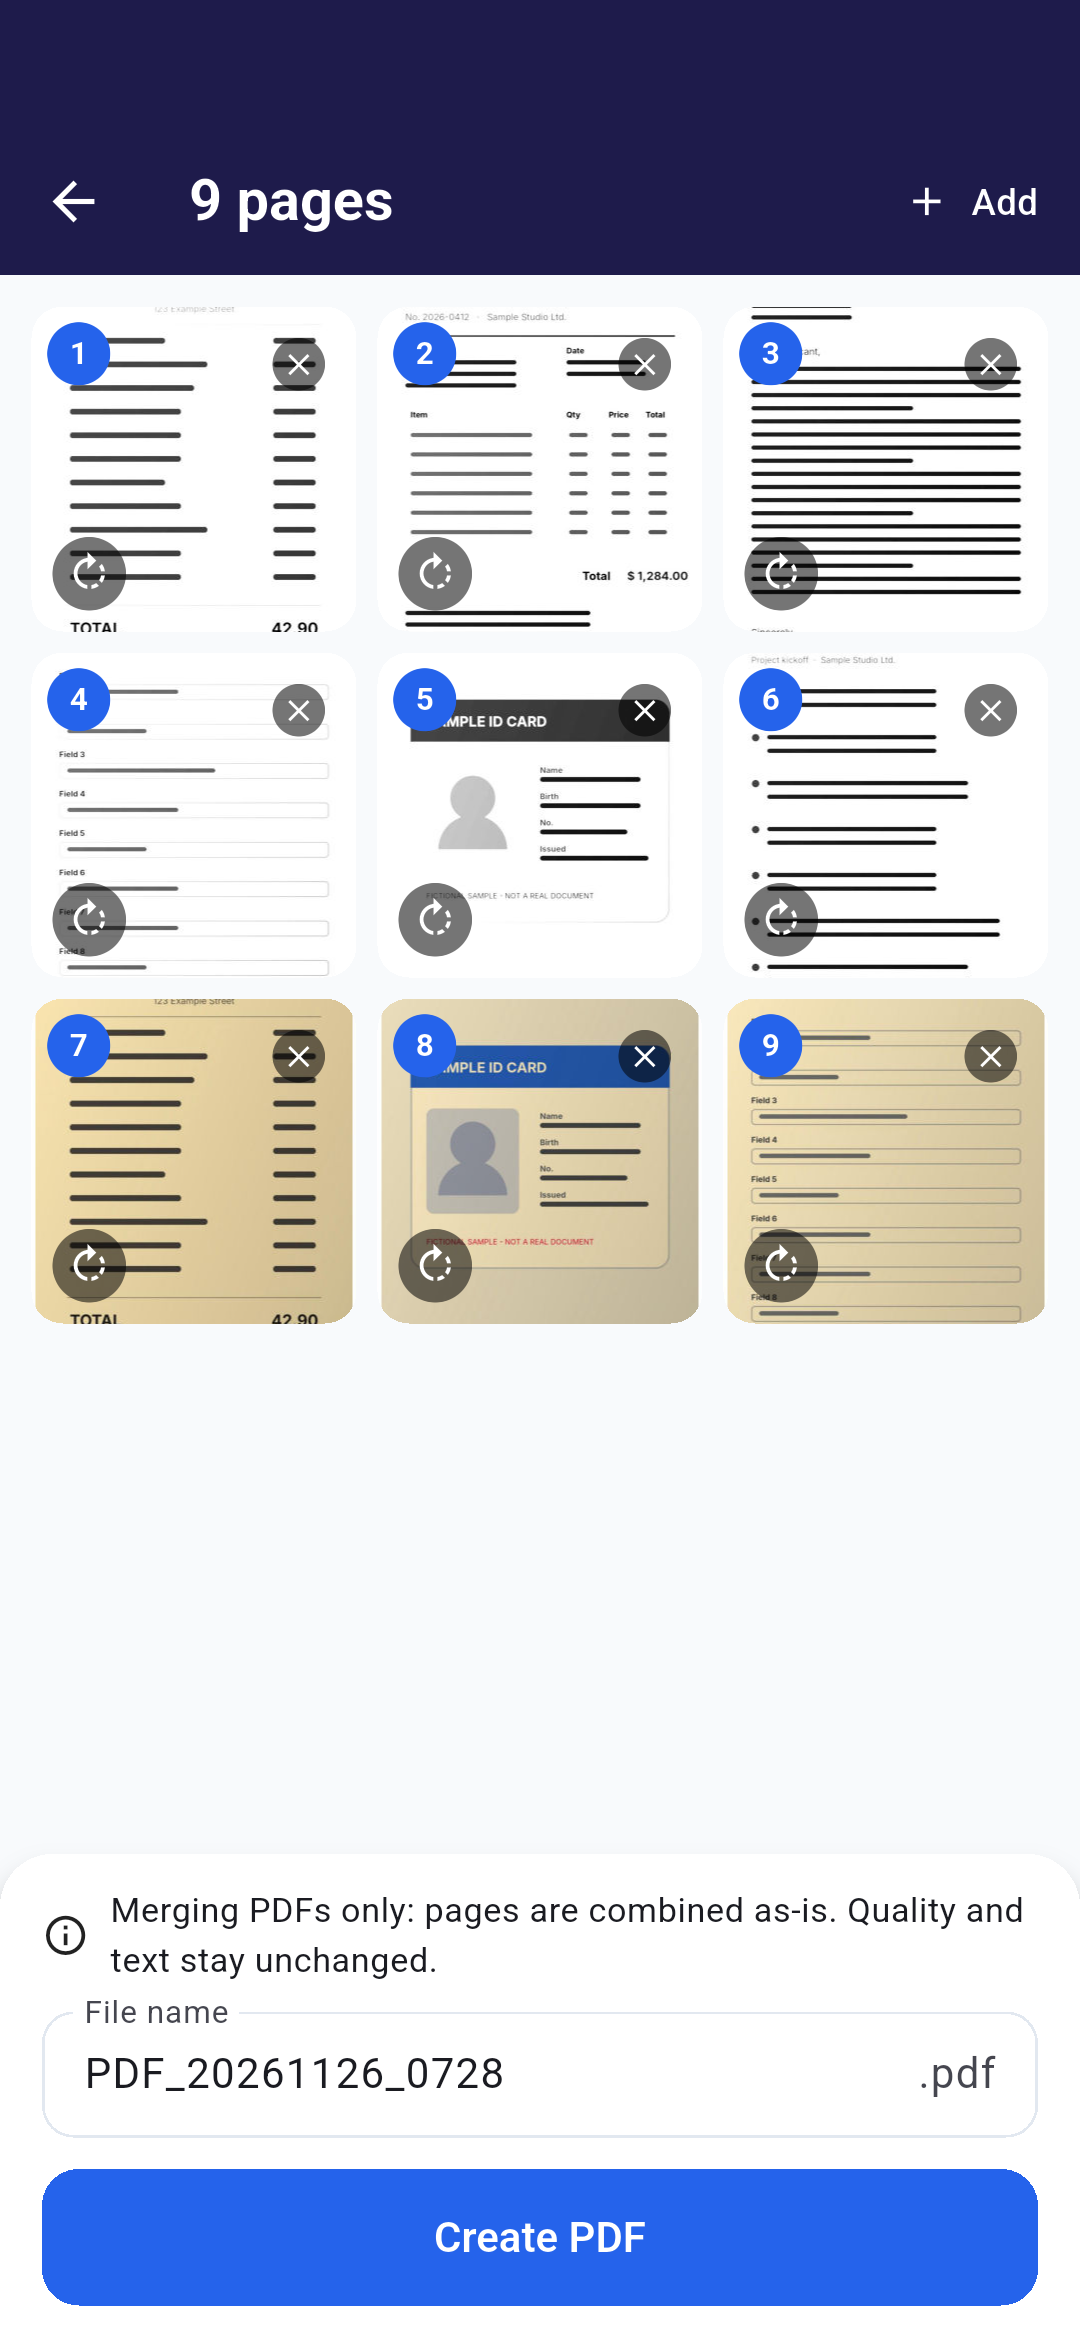 9 pages
Add
123 Example Street
1
TOTAL 42.90
No. 2026-0412 · Sample Studio Ltd.
2
Date
Item Qty Price Total
Total $ 1,284.00
3
Sincerely,
4
Field 3
Field 4
Field 5
Field 6
Field 8
5
ID CARD
Name
Birth
No.
Issued
FICTIONAL SAMPLE - NOT A REAL DOCUMENT
Project kickoff · Sample Studio Ltd.
6
123 Example Street
7
TOTAL 42.90
8
ID CARD
Name
Birth
No.
Issued
FICTIONAL SAMPLE - NOT A REAL DOCUMENT
9
Field 3
Field 4
Field 5
Field 6
Field 8
Merging PDFs only: pages are combined as-is. Quality and
text stay unchanged.
File name
PDF_20261126_0728 .pdf
Create PDF